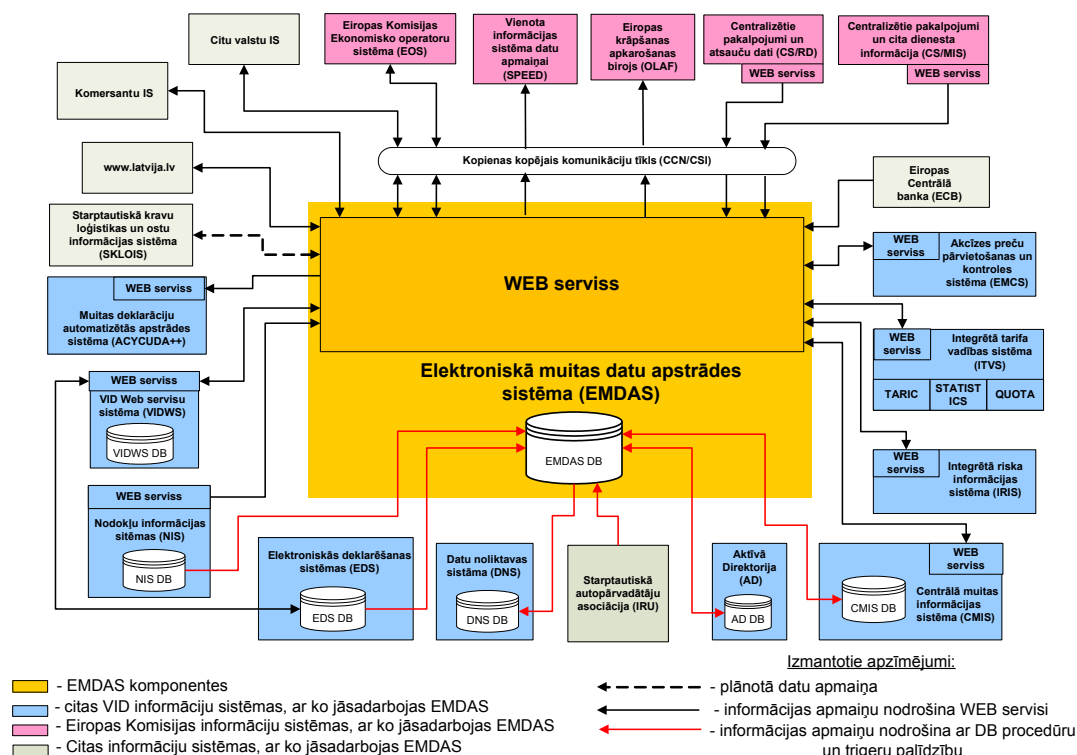 Citu valstu IS
Eiropas Komisijas
Ekonomisko operatoru
sistēma (EOS)
Vienota
informācijas
sistēma datu
apmaiņai
(SPEED)
Eiropas
krāpšanas
apkarošanas
birojs (OLAF)
Centralizētie
pakalpojumi un
atsauču dati (CS/RD)
WEB serviss
Centralizētie pakalpojumi
un cita dienesta
informācija (CS/MIS)
WEB serviss
Komersantu IS
www.latvija.lv
Kopienas kopējais komunikāciju tīkls (CCN/CSI)
Eiropas
Centrālā
banka (ECB)
Starptautiskā kravu
loģistikas un ostu
informācijas sistēma
(SKLOIS)
WEB serviss
WEB
serviss
Akcīzes preču
pārvietošanas un
kontroles
sistēma (EMCS)
WEB serviss
Muitas deklarāciju
automatizētās apstrādes
sistēma (ACYCUDA++)
WEB
serviss
Integrētā tarifa
vadības sistēma
(ITVS)
TARIC
STATIST
ICS
QUOTA
Elektroniskā muitas datu apstrādes
sistēma (EMDAS)
EMDAS DB
WEB serviss
VID Web servisu
sistēma (VIDWS)
VIDWS DB
WEB
serviss
Integrētā riska
informācijas
sistēma (IRIS)
WEB serviss
Nodokļu informācijas
sitēmas (NIS)
NIS DB
Elektroniskās deklarēšanas
sistēmas (EDS)
EDS DB
Datu noliktavas
sistāma (DNS)
DNS DB
Starptautiskā
autopārvadātāju
asociācija (IRU)
Aktīvā
Direktorija
(AD)
AD DB
WEB
serviss
CMIS DB
Centrālā muitas
informācijas
sistēma (CMIS)
Izmantotie apzīmējumi:
- EMDAS komponentes
- citas VID informāciju sistēmas, ar ko jāsadarbojas EMDAS
- Eiropas Komisijas informāciju sistēmas, ar ko jāsadarbojas EMDAS
- Citas informāciju sistēmas, ar ko jāsadarbojas EMDAS
- plānotā datu apmaiņa
- informācijas apmaiņu nodrošina WEB servisi
- informācijas apmaiņu nodrošina ar DB procedūru
un trigeru palīdzību